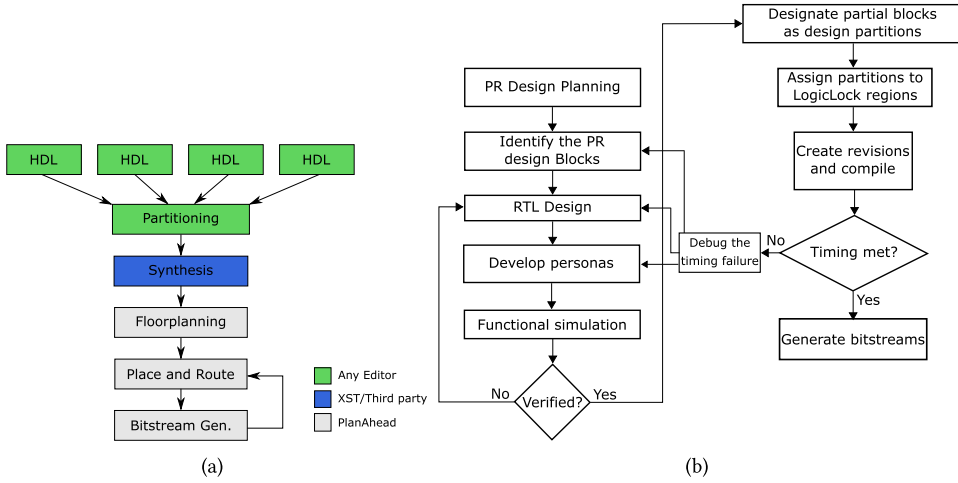 HDL
HDL
HDL
HDL
Partitioning
Synthesis
Floorplanning
Place and Route
Bitstream Gen.
Any Editor
XST/Third party
PlanAhead
(a)
PR Design Planning
Identify the PR
design Blocks
RTL Design
Develop personas
Functional simulation
Verified?
No
Yes
Designate partial blocks
as design partitions
Assign partitions to
LogicLock regions
Create revisions
and compile
Timing met?
No
Debug the
timing failure
Yes
Generate bitstreams
(b)